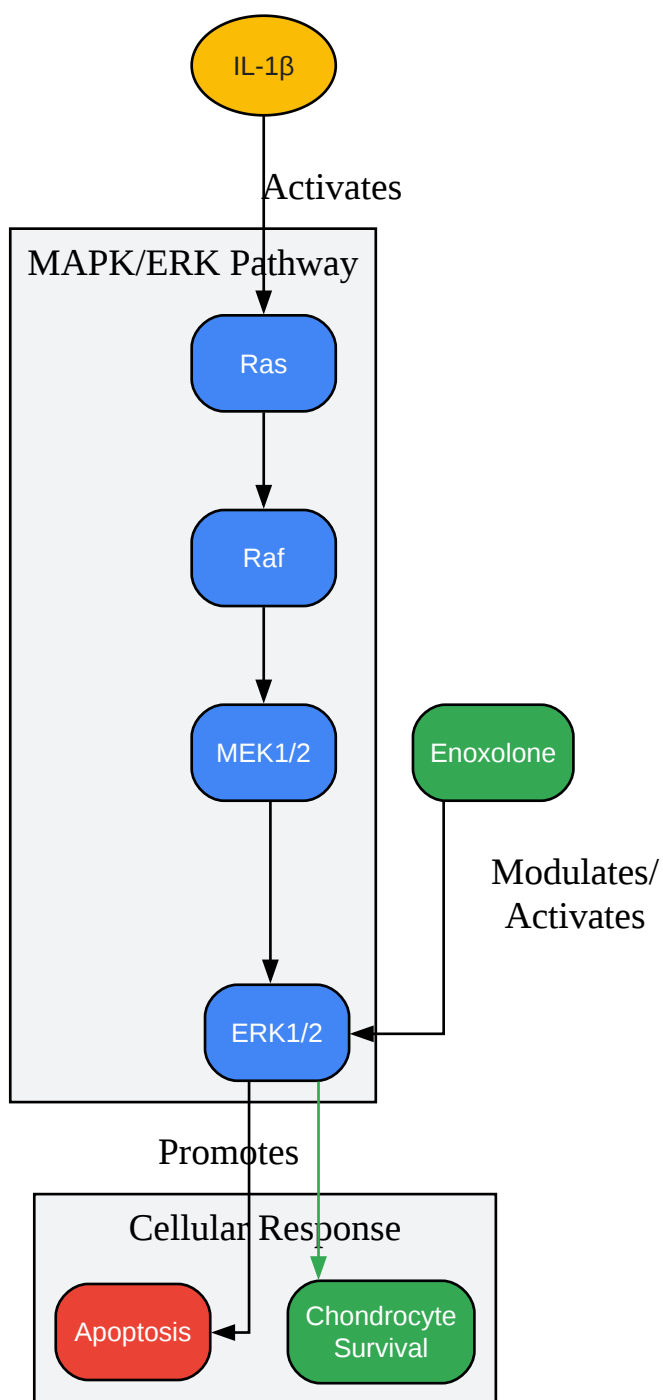 IL-1β
Activates
MAPK/ERK Pathway
Ras
Raf
MEK1/2
Enoxolone
Modulates/
Activates
ERK1/2
Promotes
Cellular Response
Apoptosis
Chondrocyte
Survival